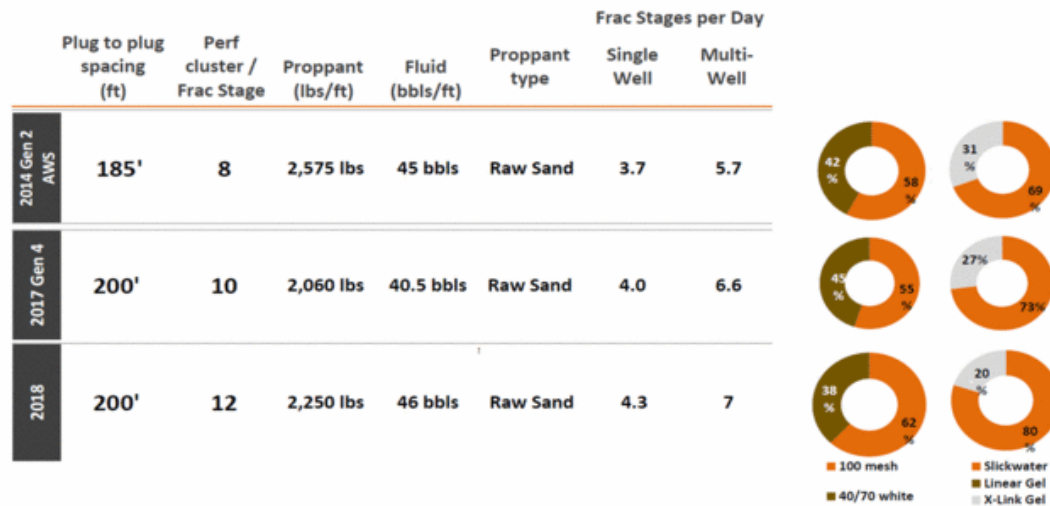 Frac Stages per Day
Plug to plug spacing (ft) Perf cluster / Frac Stage Proppant (lbs/ft) Fluid (bbls/ft) Proppant type Single Well Multi-Well
2014 Gen 2 AWS 185' 8 2,575 lbs 45 bbls Raw Sand 3.7 5.7
42% 58% 31% 69%
2017 Gen 4 200' 10 2,060 lbs 40.5 bbls Raw Sand 4.0 6.6
45% 55% 27% 73%
2018 200' 12 2,250 lbs 46 bbls Raw Sand 4.3 7
38% 62% 20% 80%
100 mesh
40/70 white
Slickwater
Linear Gel
X-Link Gel